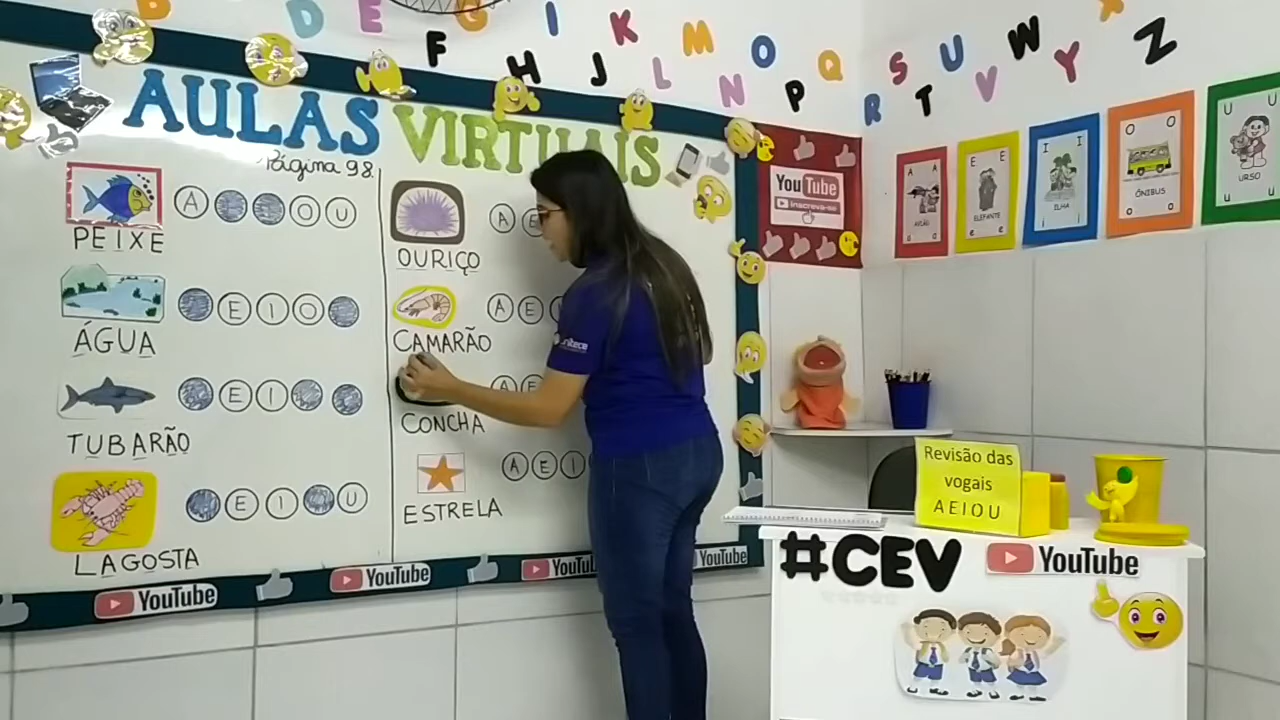 B D E G I K M O Q S U W Y X
F H J L N P R T V Z
AULAS VIRTUAIS
Página 98
PEIXE
A O U
ÁGUA
E I O
TUBARÃO
E I
LAGOSTA
E I U
OURIÇO
A E
CAMARÃO
A E
CONCHA
A E
ESTRELA
A E I
unitece
YouTube
Inscreva-se
A A
AVIÃO
E E
ELEFANTE
e e
I I
ILHA
O O
ÔNIBUS
O O
U U
URSO
U U
Revisão das
vogais
A E I O U
#CEV
YouTube
YouTube
YouTube
YouTube
YouTube